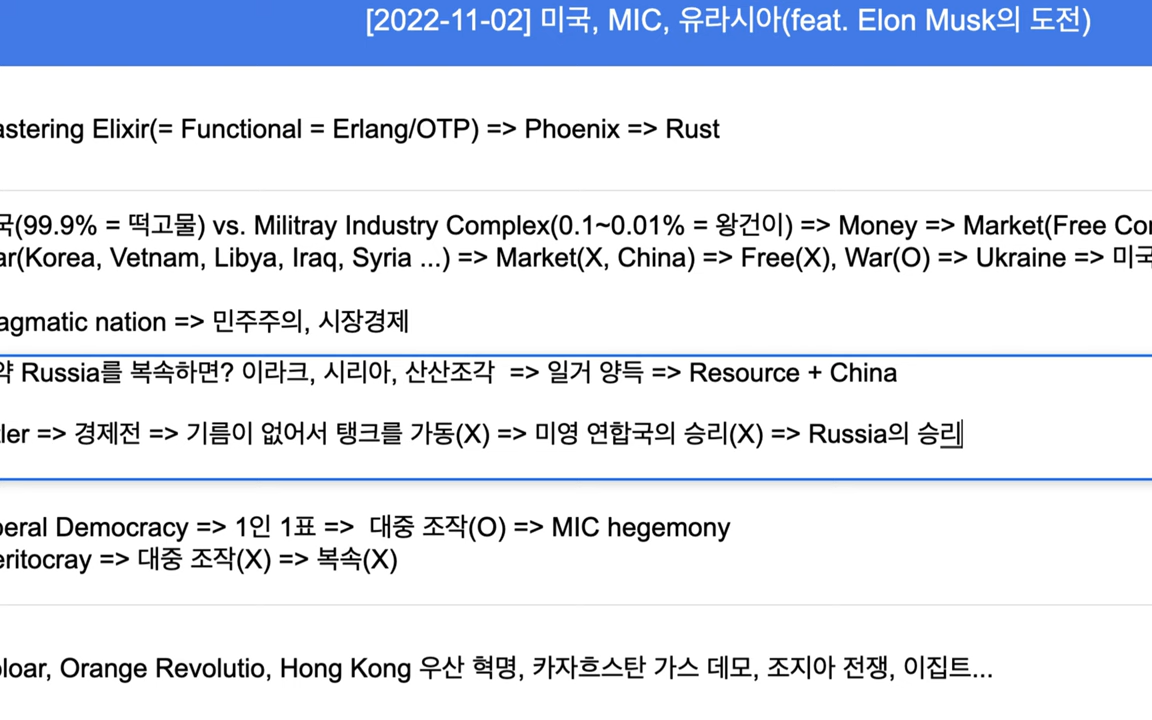 [2022-11-02] 미국, MIC, 유라시아(feat. Elon Musk의 도전)
astering Elixir(= Functional = Erlang/OTP) => Phoenix => Rust
국(99.9% = 떡고물) vs. Militray Industry Complex(0.1~0.01% = 왕건이) => Money => Market(Free Cor
ar(Korea, Vetnam, Libya, Iraq, Syria ...) => Market(X, China) => Free(X), War(O) => Ukraine => 미국
agmatic nation => 민주주의, 시장경제
약 Russia를 복속하면? 이라크, 시리아, 산산조각 => 일거 양득 => Resource + China
ler => 경제전 => 기름이 없어서 탱크를 가동(X) => 미영 연합국의 승리(X) => Russia의 승리
beral Democracy => 1인 1표 => 대중 조작(O) => MIC hegemony
eritocray => 대중 조작(X) => 복속(X)
oloar, Orange Revolutio, Hong Kong 우산 혁명, 카자흐스탄 가스 데모, 조지아 전쟁, 이집트...